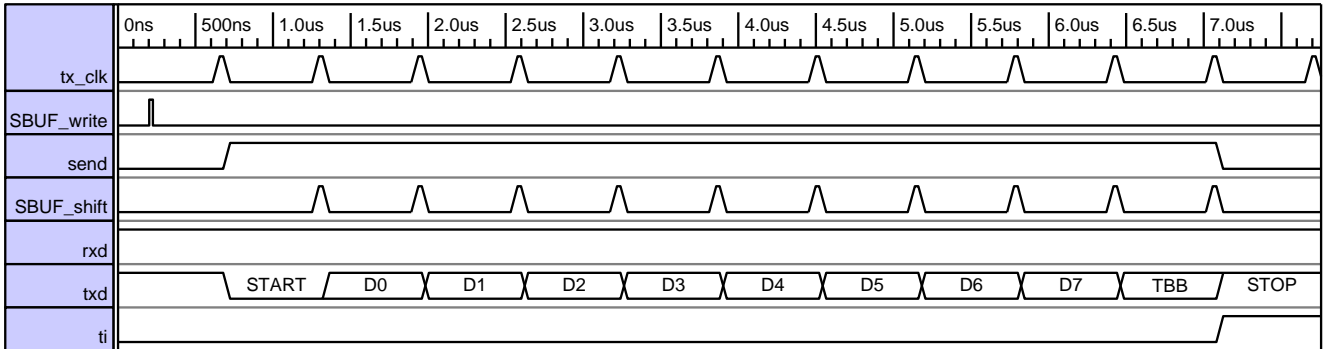 0ns 500ns 1.0us 1.5us 2.0us 2.5us 3.0us 3.5us 4.0us 4.5us 5.0us 5.5us 6.0us 6.5us 7.0us
tx_clk
SBUF_write
send
SBUF_shift
rxd
txd START D0 D1 D2 D3 D4 D5 D6 D7 TBB STOP
ti